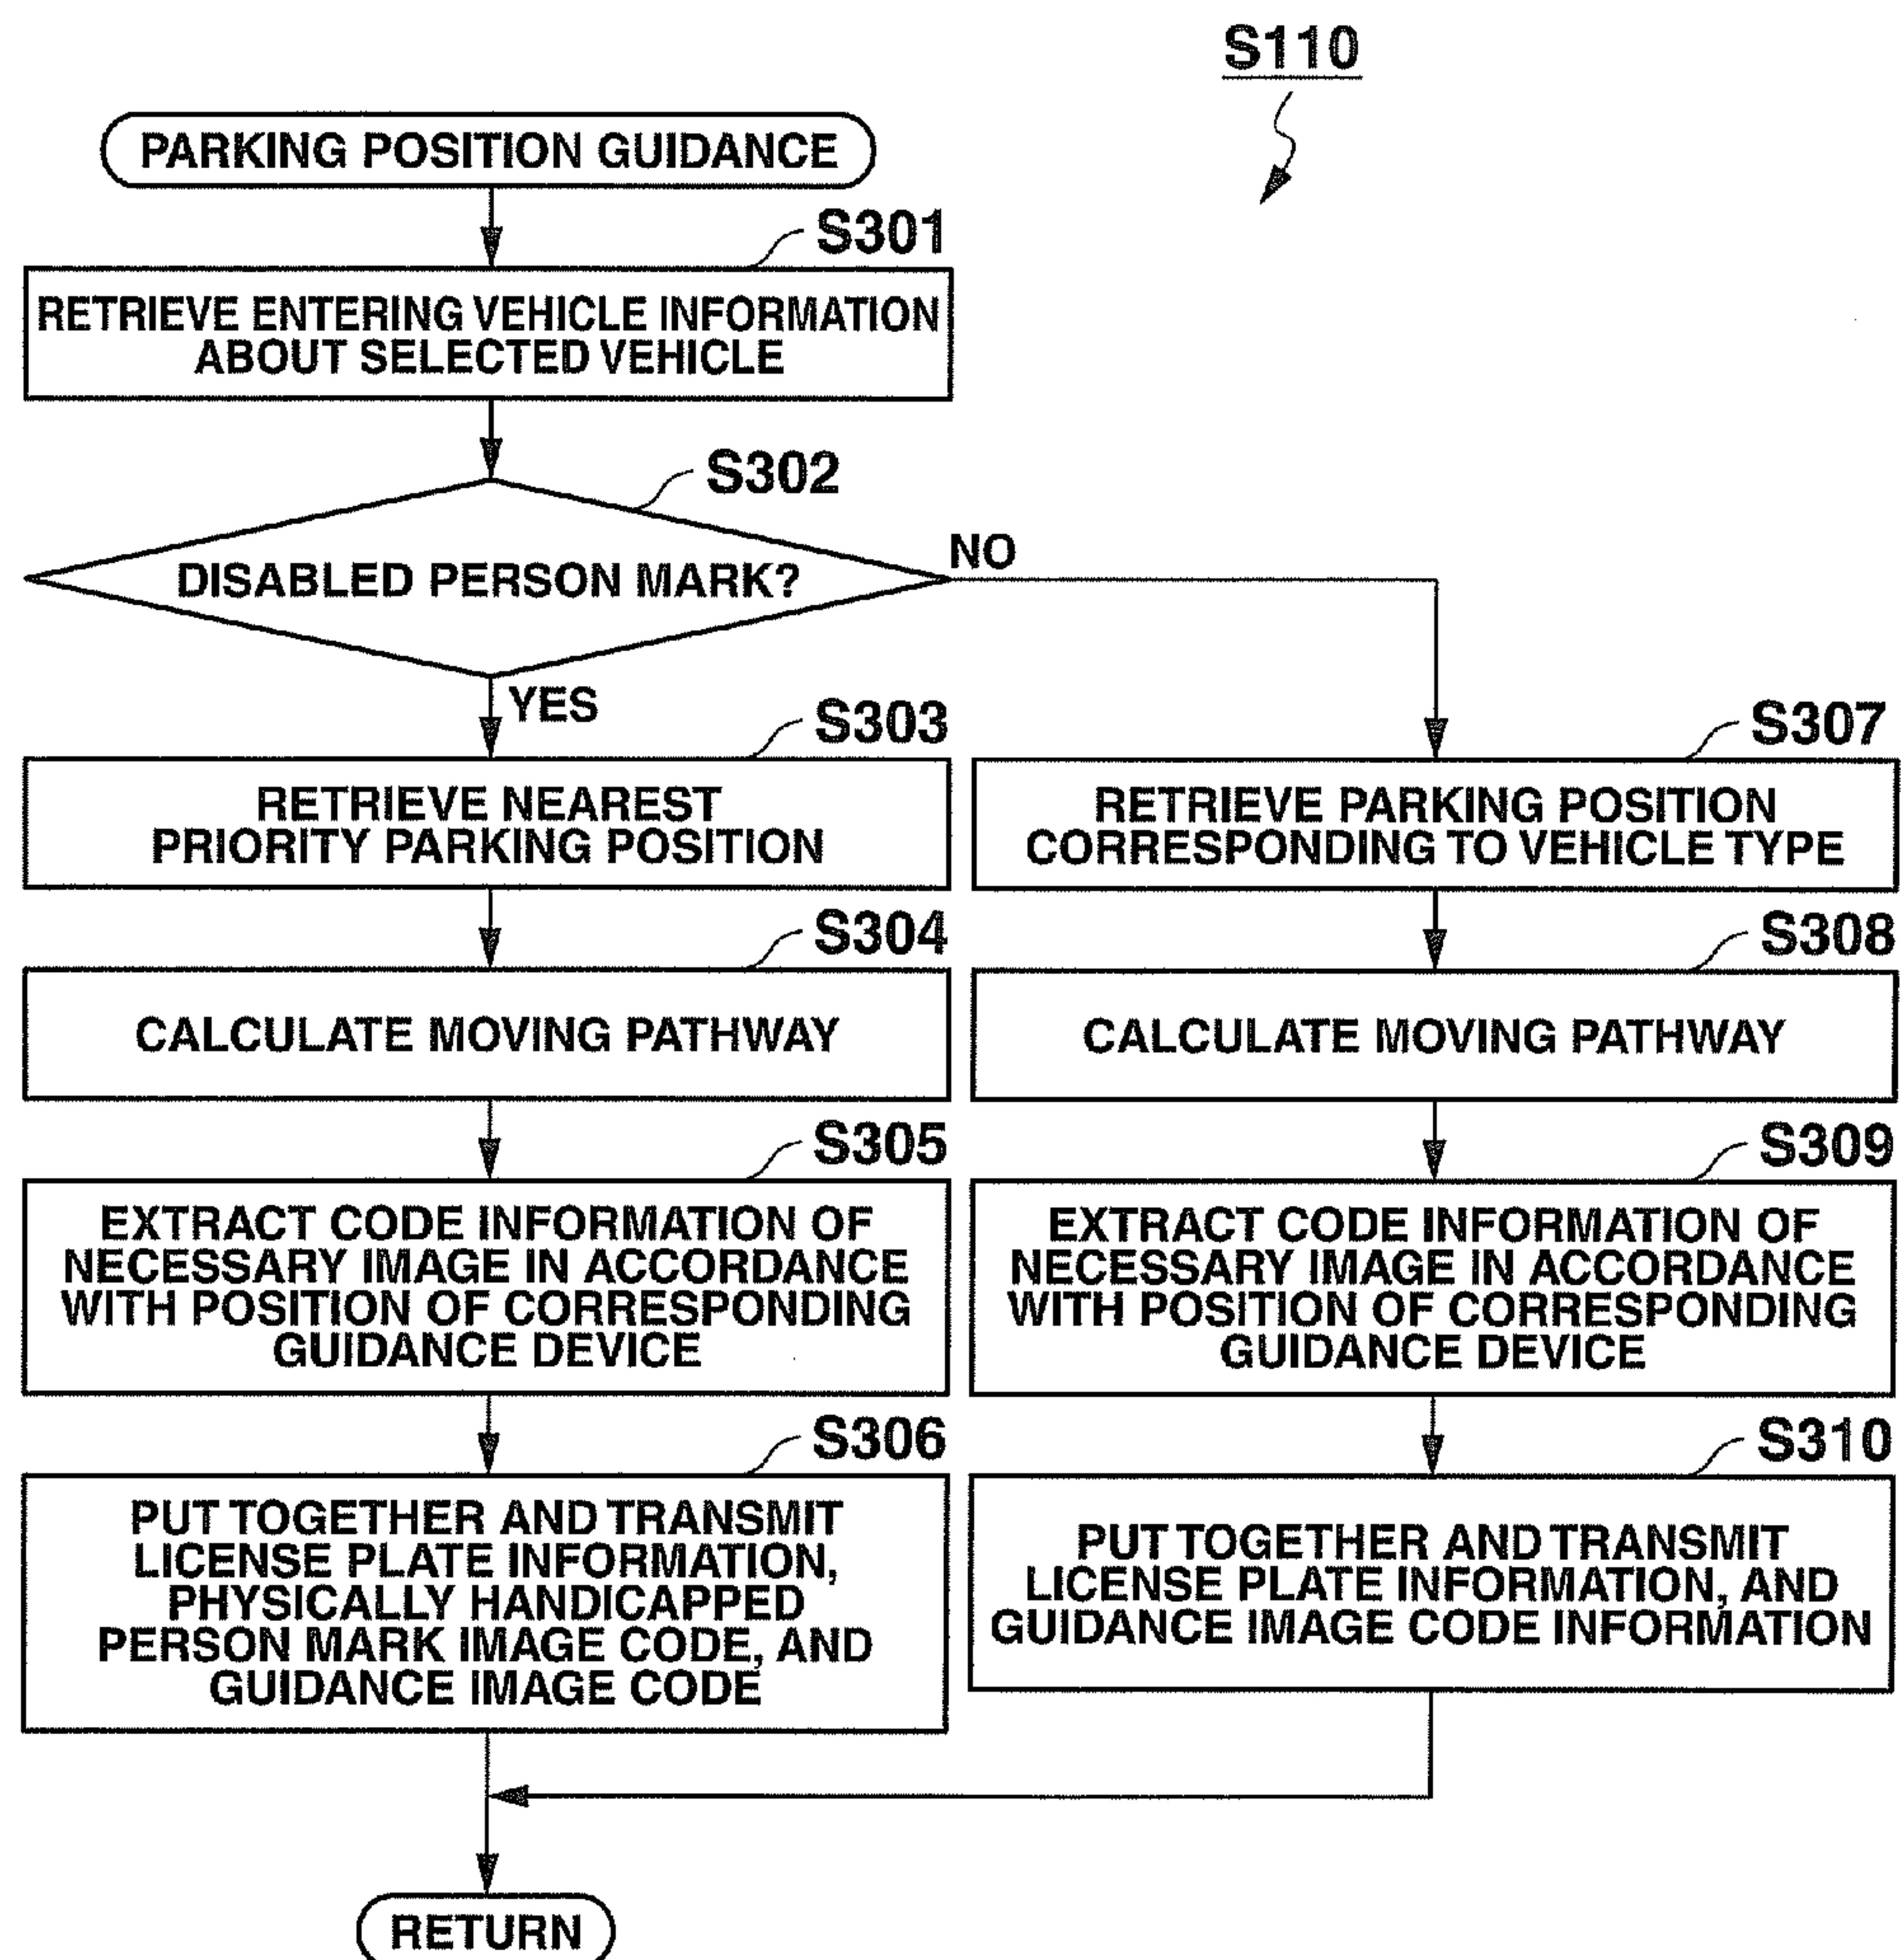 S110
PARKING POSITION GUIDANCE
S301
RETRIEVE ENTERING VEHICLE INFORMATION
ABOUT SELECTED VEHICLE
S302
DISABLED PERSON MARK?
NO
YES
S303
RETRIEVE NEAREST
PRIORITY PARKING POSITION
S304
CALCULATE MOVING PATHWAY
S305
EXTRACT CODE INFORMATION OF
NECESSARY IMAGE IN ACCORDANCE
WITH POSITION OF CORRESPONDING
GUIDANCE DEVICE
S306
PUT TOGETHER AND TRANSMIT
LICENSE PLATE INFORMATION,
PHYSICALLY HANDICAPPED
PERSON MARK IMAGE CODE, AND
GUIDANCE IMAGE CODE
S307
RETRIEVE PARKING POSITION
CORRESPONDING TO VEHICLE TYPE
S308
CALCULATE MOVING PATHWAY
S309
EXTRACT CODE INFORMATION OF
NECESSARY IMAGE IN ACCORDANCE
WITH POSITION OF CORRESPONDING
GUIDANCE DEVICE
S310
PUT TOGETHER AND TRANSMIT
LICENSE PLATE INFORMATION, AND
GUIDANCE IMAGE CODE INFORMATION
RETURN